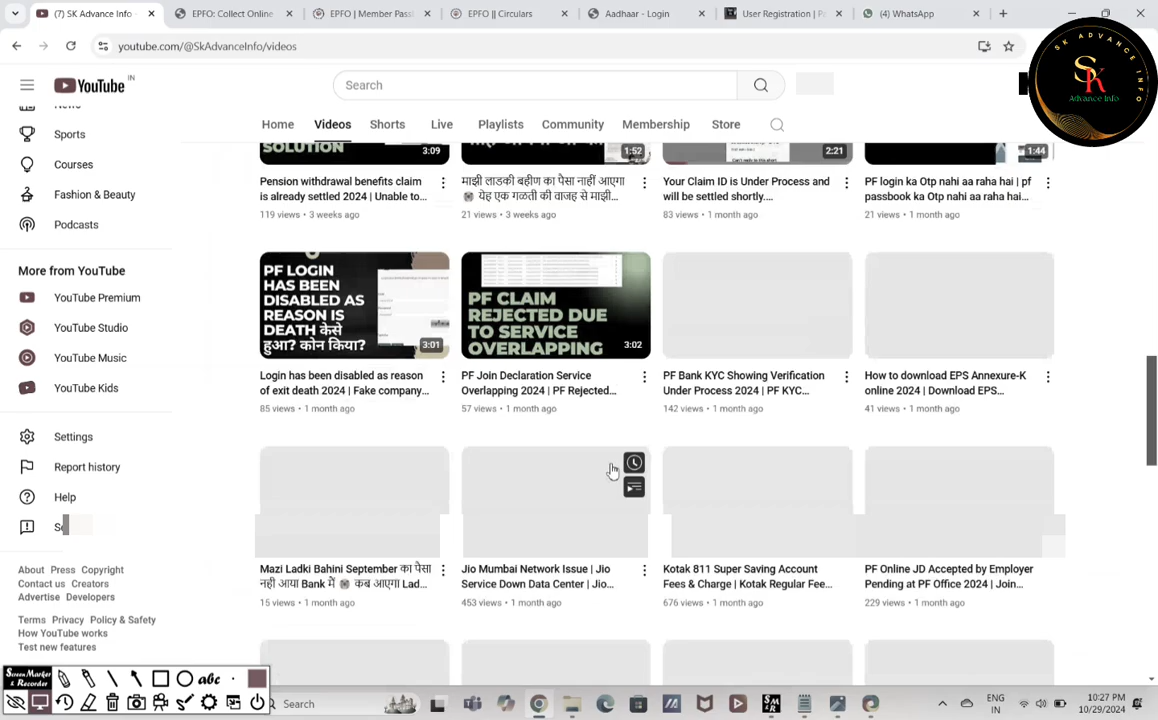 (7) SK Advance Info -
EPFO: Collect Online
EPFO | Member Pass
EPFO || Circulars
Aadhaar - Login
User Registration | P
(4) WhatsApp
youtube.com/@SkAdvanceInfo/videos
YouTube IN
Search
SK ADVANCE INFO
SK
Advance Info
Home
Videos
Shorts
Live
Playlists
Community
Membership
Store
Sports
Courses
Fashion & Beauty
Podcasts
More from YouTube
YouTube Premium
YouTube Studio
YouTube Music
YouTube Kids
Settings
Report history
Help
About Press Copyright
Contact us Creators
Advertise Developers
Terms Privacy Policy & Safety
How YouTube works
Test new features
SOLUTION
3:09
1:52
2:21
1:44
Pension withdrawal benefits claim
is already settled 2024 | Unable to...
119 views • 3 weeks ago
माझी लाडकी बहीण का पैसा नाहीं आएगा
येह एक गळती की वाजह से माझी...
21 views • 3 weeks ago
Your Claim ID is Under Process and
will be settled shortly....
83 views • 1 month ago
PF login ka Otp nahi aa raha hai | pf
passbook ka Otp nahi aa raha hai...
21 views • 1 month ago
PF LOGIN
HAS BEEN
DISABLED AS
REASON IS
DEATH केसे
हुआ? कोन किया?
3:01
Login has been disabled as reason
of exit death 2024 | Fake company...
85 views • 1 month ago
PF CLAIM
REJECTED DUE
TO SERVICE
OVERLAPPING
3:02
PF Join Declaration Service
Overlapping 2024 | PF Rejected...
57 views • 1 month ago
PF Bank KYC Showing Verification
Under Process 2024 | PF KYC...
142 views • 1 month ago
How to download EPS Annexure-K
online 2024 | Download EPS...
41 views • 1 month ago
Mazi Ladki Bahini September का पैसा
नही आया Bank में कब आएगा Lad...
15 views • 1 month ago
Jio Mumbai Network Issue | Jio
Service Down Data Center | Jio...
453 views • 1 month ago
Kotak 811 Super Saving Account
Fees & Charge | Kotak Regular Fee...
676 views • 1 month ago
PF Online JD Accepted by Employer
Pending at PF Office 2024 | Join...
229 views • 1 month ago
Screen Marker
& Recorder
abc
Search
SM
R
ENG
IN
10:27 PM
10/29/2024